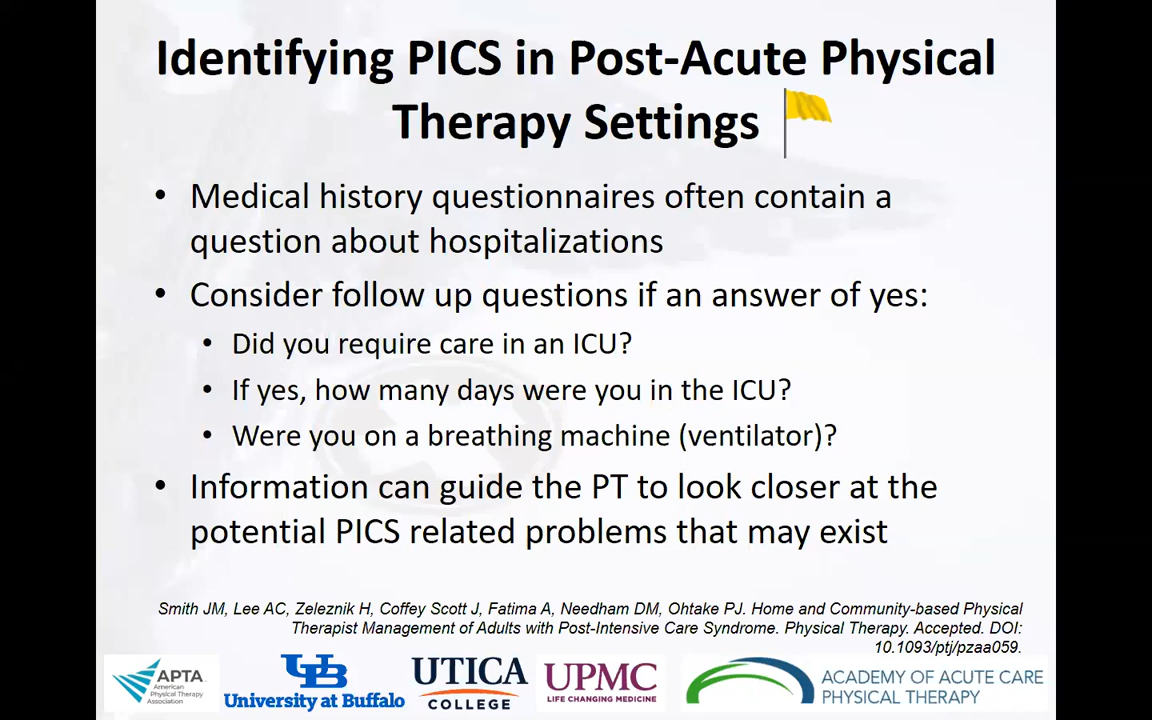 Identifying PICS in Post-Acute Physical
Therapy Settings
• Medical history questionnaires often contain a
question about hospitalizations
• Consider follow up questions if an answer of yes:
• Did you require care in an ICU?
• If yes, how many days were you in the ICU?
• Were you on a breathing machine (ventilator)?
• Information can guide the PT to look closer at the
potential PICS related problems that may exist
Smith JM, Lee AC, Zeleznik H, Coffey Scott J, Fatima A, Needham DM, Ohtake PJ. Home and Community-based Physical
Therapist Management of Adults with Post-Intensive Care Syndrome. Physical Therapy. Accepted. DOI:
10.1093/ptj/pzaa059.
APTA
American
Physical Therapy
Association
UB
University at Buffalo
UTICA
COLLEGE
UPMC
LIFE CHANGING MEDICINE
ACADEMY OF ACUTE CARE
PHYSICAL THERAPY